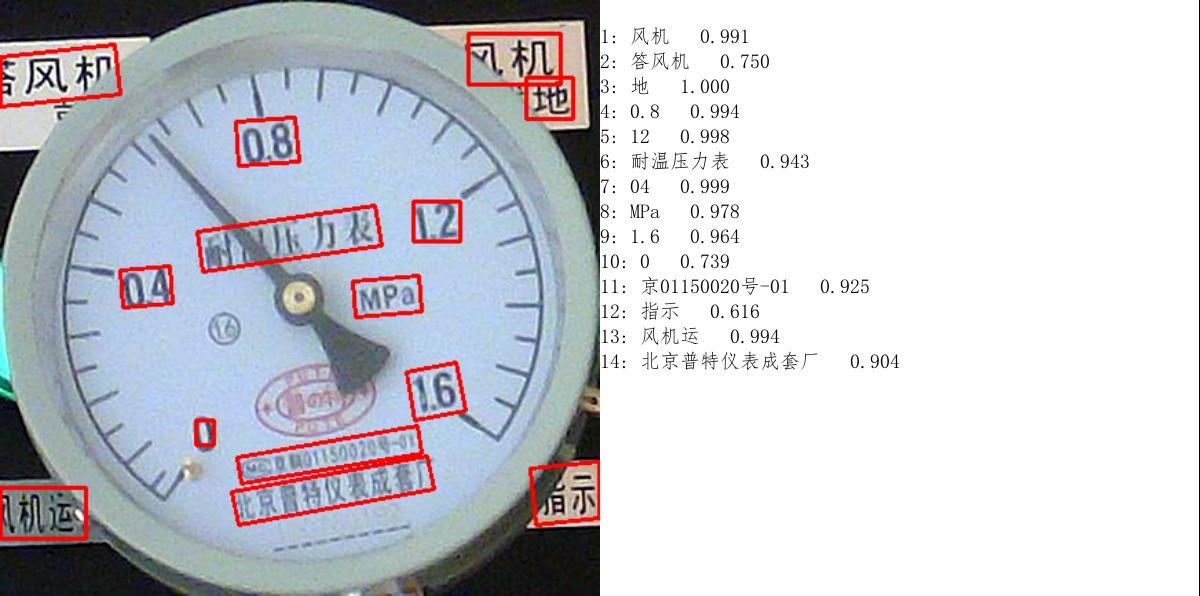 答风机
风机
地
0.8
1.2
耐温压力表
0.4
MPa
16
1.6
0
POTE
MC 京制01150020号-01
北京普特仪表成套厂
风机运
指示
1: 风机 0.991
2: 答风机 0.750
3: 地 1.000
4: 0.8 0.994
5: 12 0.998
6: 耐温压力表 0.943
7: 04 0.999
8: MPa 0.978
9: 1.6 0.964
10: 0 0.739
11: 京01150020号-01 0.925
12: 指示 0.616
13: 风机运 0.994
14: 北京普特仪表成套厂 0.904